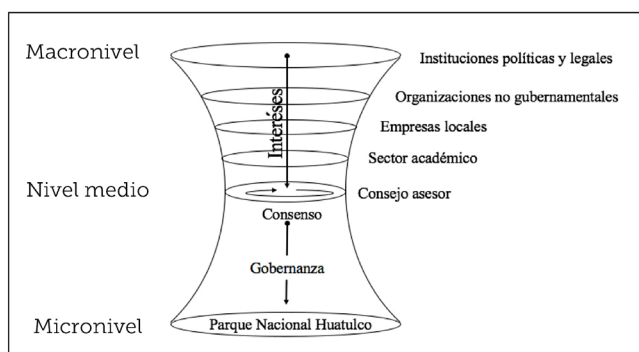 Macronivel
Instituciones políticas y legales
Organizaciones no gubernamentales
Empresas locales
Intereses
Sector académico
Nivel medio
Consejo asesor
Consenso
Gobernanza
Micronivel
Parque Nacional Huatulco